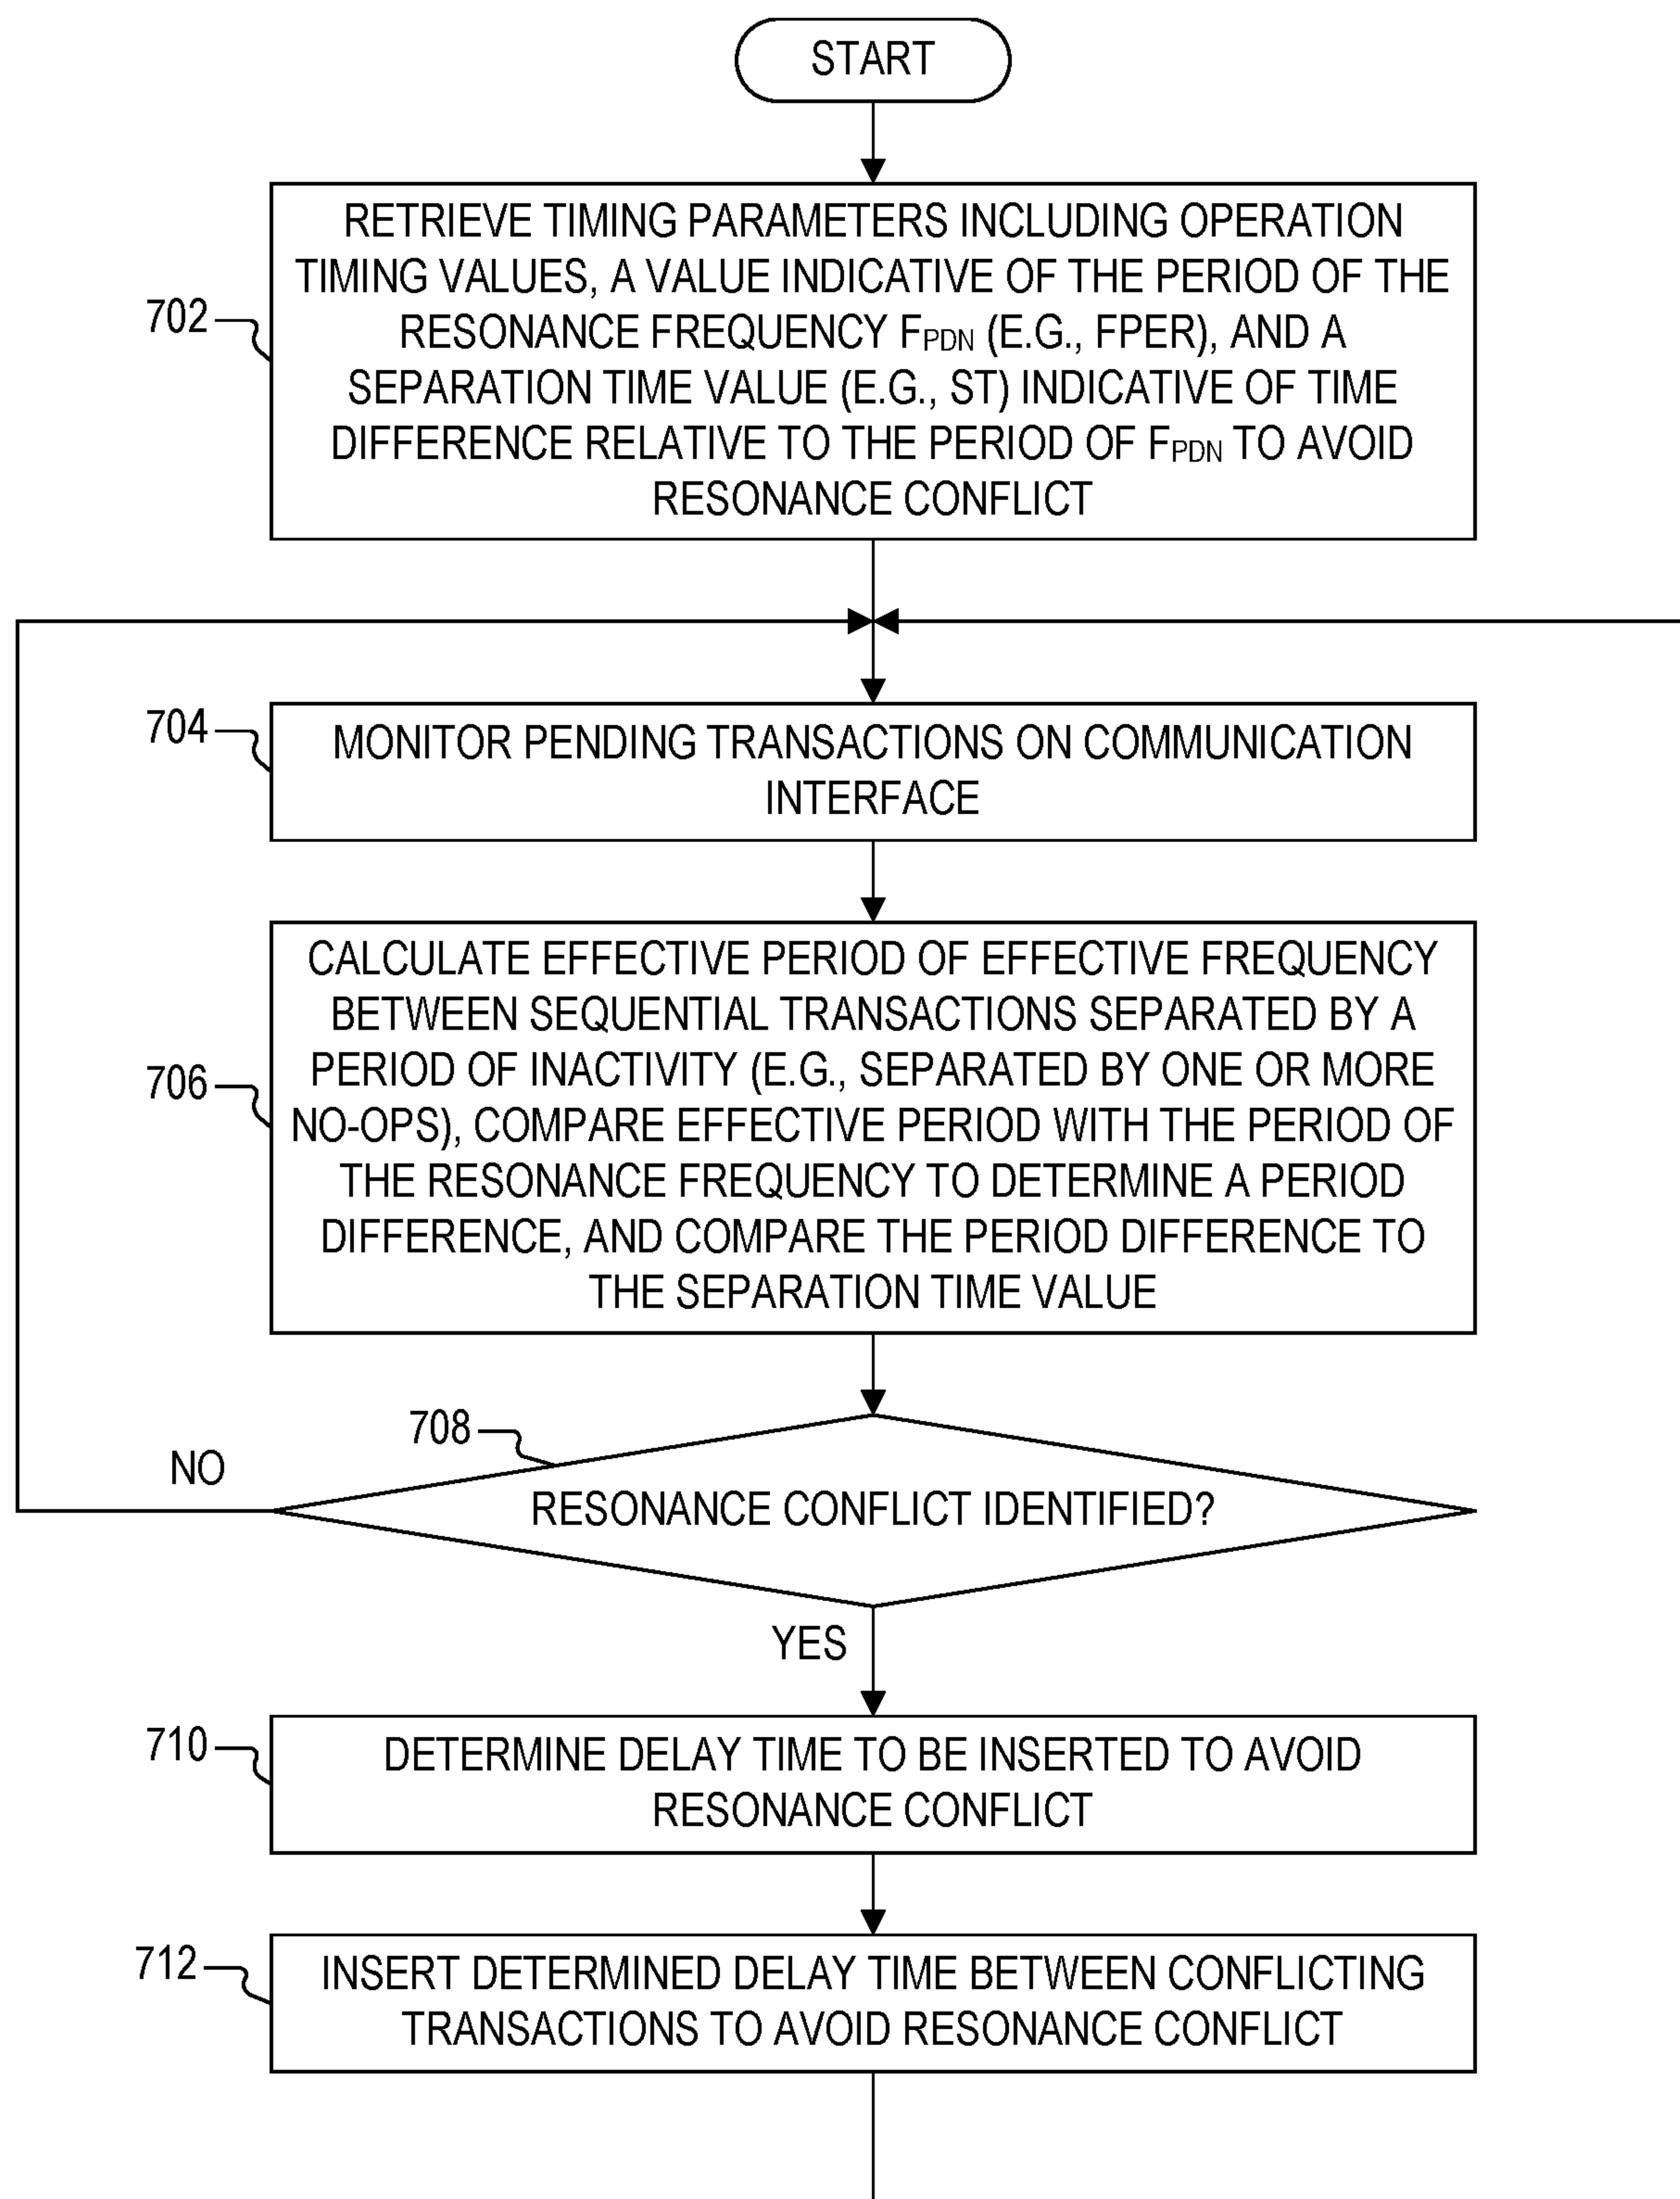 START
RETRIEVE TIMING PARAMETERS INCLUDING OPERATION
TIMING VALUES, A VALUE INDICATIVE OF THE PERIOD OF THE
702
RESONANCE FREQUENCY FPDN (E.G., FPER), AND A
SEPARATION TIME VALUE (E.G., ST) INDICATIVE OF TIME
DIFFERENCE RELATIVE TO THE PERIOD OF FPDN TO AVOID
RESONANCE CONFLICT
704
MONITOR PENDING TRANSACTIONS ON COMMUNICATION
INTERFACE
CALCULATE EFFECTIVE PERIOD OF EFFECTIVE FREQUENCY
BETWEEN SEQUENTIAL TRANSACTIONS SEPARATED BY A
706
PERIOD OF INACTIVITY (E.G., SEPARATED BY ONE OR MORE
NO-OPS), COMPARE EFFECTIVE PERIOD WITH THE PERIOD OF
THE RESONANCE FREQUENCY TO DETERMINE A PERIOD
DIFFERENCE, AND COMPARE THE PERIOD DIFFERENCE TO
THE SEPARATION TIME VALUE
708
NO
RESONANCE CONFLICT IDENTIFIED?
YES
710
DETERMINE DELAY TIME TO BE INSERTED TO AVOID
RESONANCE CONFLICT
712
INSERT DETERMINED DELAY TIME BETWEEN CONFLICTING
TRANSACTIONS TO AVOID RESONANCE CONFLICT